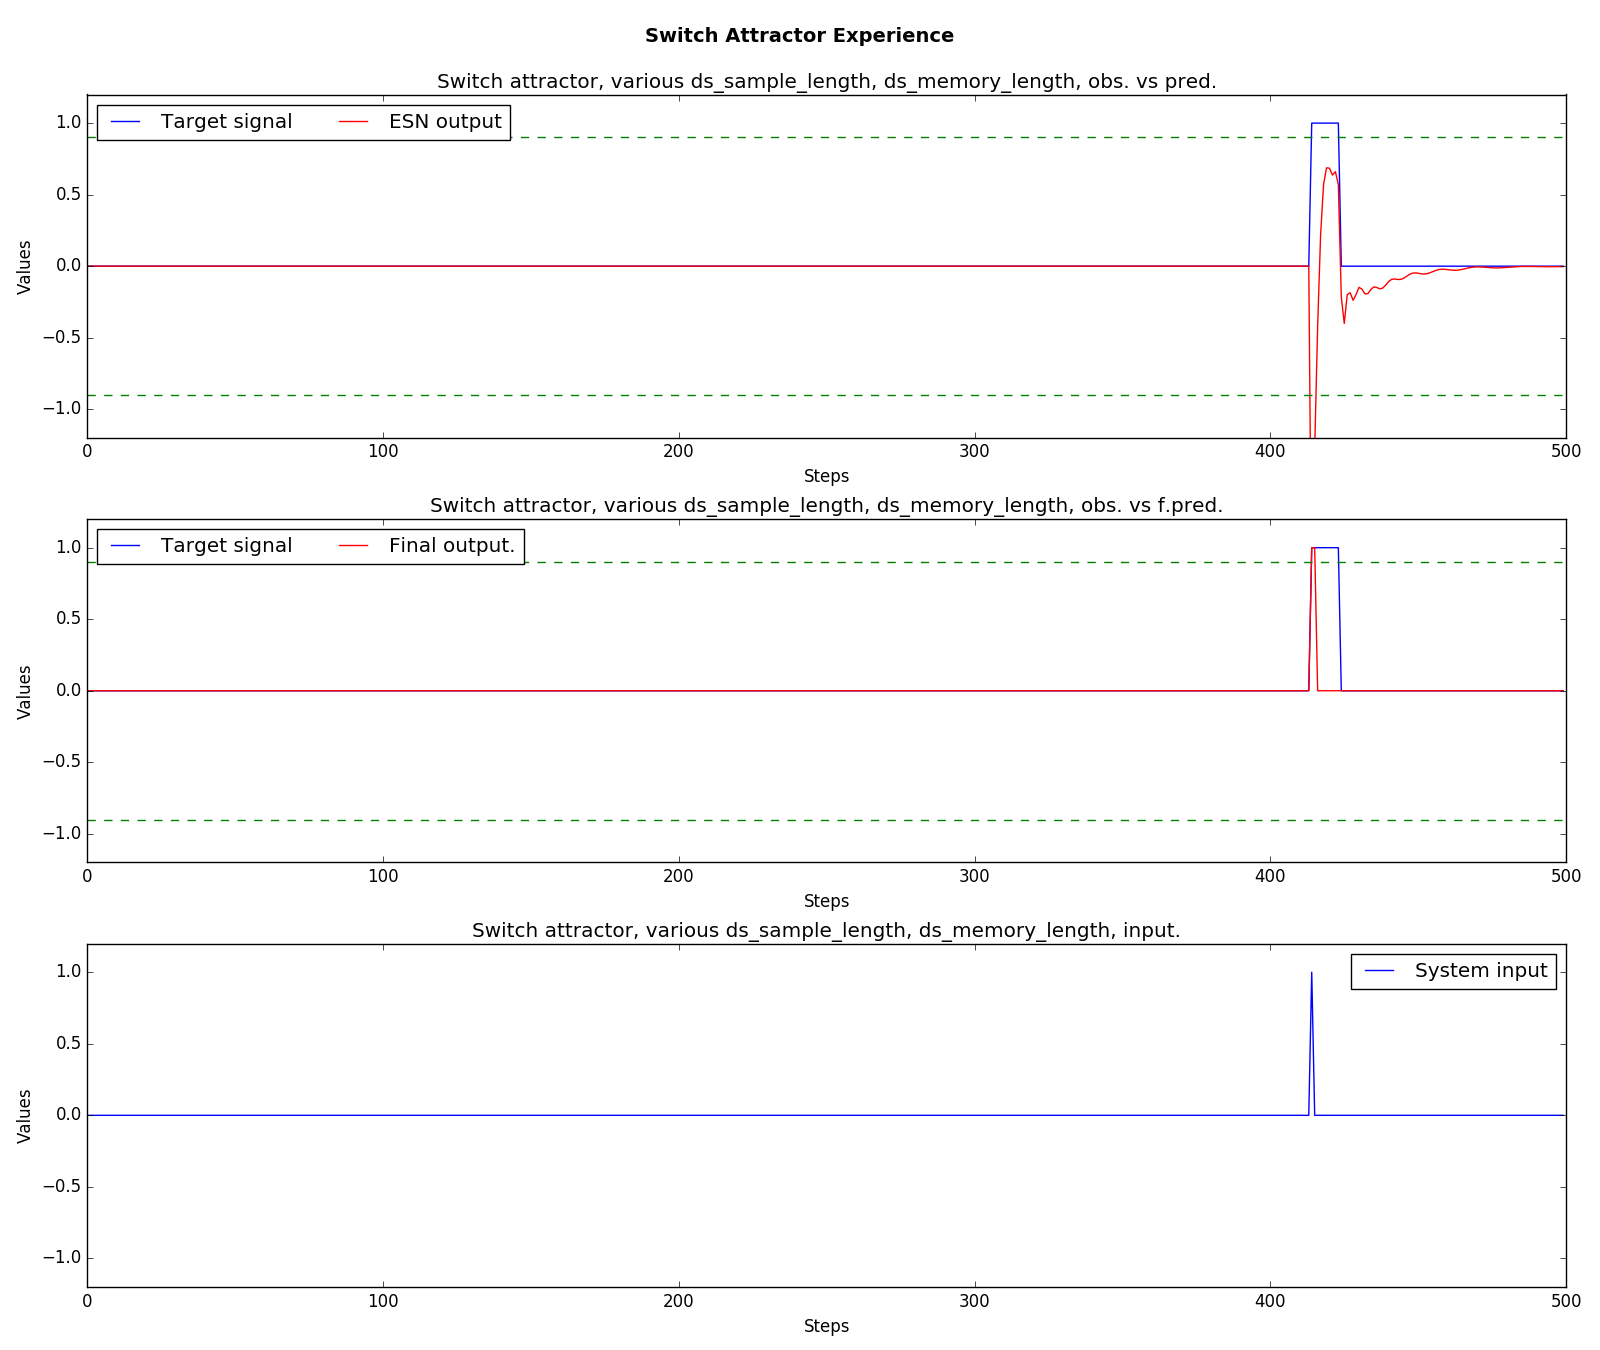 Switch Attractor Experience
Switch attractor, various ds_sample_length, ds_memory_length, obs. vs pred.
Target signal ESN output
1.0
0.5
0.0
−0.5
−1.0
Values
0 100 200 300 400 500
Steps
Switch attractor, various ds_sample_length, ds_memory_length, obs. vs f.pred.
Target signal Final output.
1.0
0.5
0.0
−0.5
−1.0
Values
0 100 200 300 400 500
Steps
Switch attractor, various ds_sample_length, ds_memory_length, input.
System input
1.0
0.5
0.0
−0.5
−1.0
Values
0 100 200 300 400 500
Steps